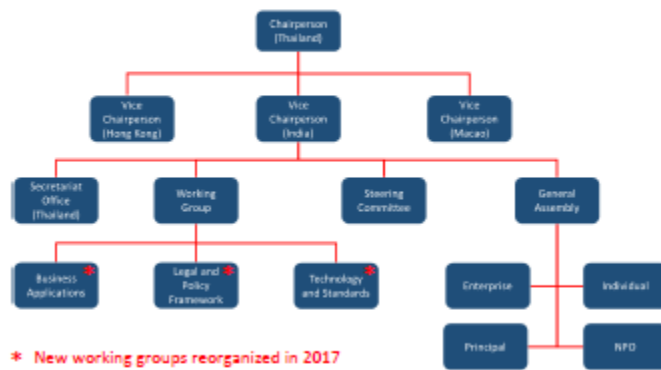 Chairperson
(Thailand)
Vice
Chairperson
(Hong Kong)
Vice
Chairperson
(India)
Vice
Chairperson
(Macao)
Secretariat
Office
(Thailand)
Working
Group
Steering
Committee
General
Assembly
Business *
Applications
Legal and *
Policy
Framework
Technology *
and Standards
Enterprise
Individual
Principal
NPO
* New working groups reorganized in 2017